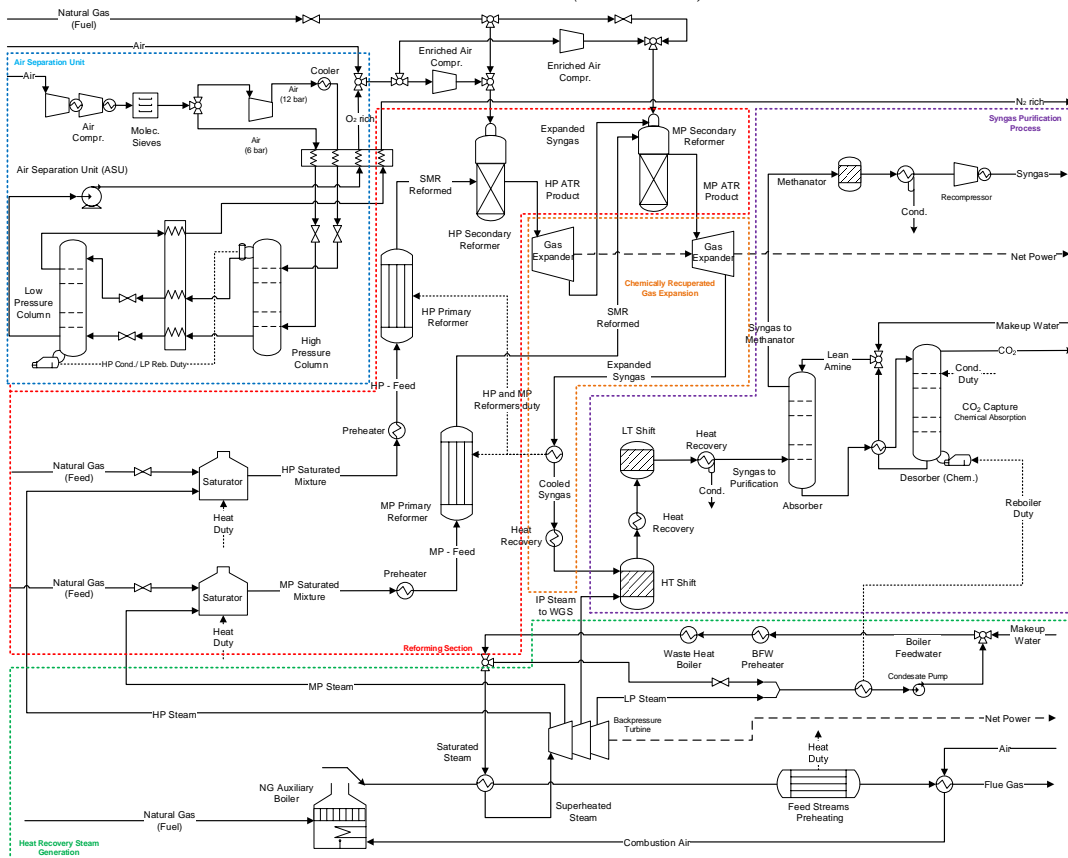 Natural Gas
(Fuel)
Air
Enriched Air
Compr.
Enriched Air
Compr.
Air Separation Unit
Air
Cooler
Air
(12 bar)
Air
Compr.
Molec.
Sieves
O2 rich
Air
(6 bar)
N2 rich
Syngas Purification
Process
Expanded
Syngas
MP Secondary
Reformer
Air Separation Unit (ASU)
SMR
Reformed
HP ATR
Product
MP ATR
Product
Methanator
Syngas
Recompressor
Cond.
HP Secondary
Reformer
Gas
Expander
Gas
Expander
Net Power
Chemically Recuperated
Gas Expansion
Low
Pressure
Column
HP Primary
Reformer
SMR
Reformed
High
Pressure
Column
HP Cond./ LP Reb. Duty
Syngas to
Methanator
Makeup Water
Lean
Amine
CO2
Cond.
Duty
HP - Feed
Expanded
Syngas
HP and MP
Reformers duty
CO2 Capture
Chemical Absorption
Preheater
LT Shift
Heat
Recovery
Natural Gas
(Feed)
Saturator
HP Saturated
Mixture
Syngas to
Purification
Cooled
Syngas
Cond.
Desorber (Chem.)
MP Primary
Reformer
Absorber
Reboiler
Duty
Heat
Duty
Heat
Recovery
Heat
Recovery
MP - Feed
Natural Gas
(Feed)
Saturator
MP Saturated
Mixture
Preheater
HT Shift
IP Steam
to WGS
Heat
Duty
Reforming Section
Waste Heat
Boiler
BFW
Preheater
Boiler
Feedwater
Makeup
Water
Condesate Pump
MP Steam
LP Steam
HP Steam
Backpressure
Turbine
Net Power
Saturated
Steam
Heat
Duty
Air
NG Auxiliary
Boiler
Flue Gas
Superheated
Steam
Feed Streams
Preheating
Natural Gas
(Fuel)
Combustion Air
Heat Recovery Steam
Generation